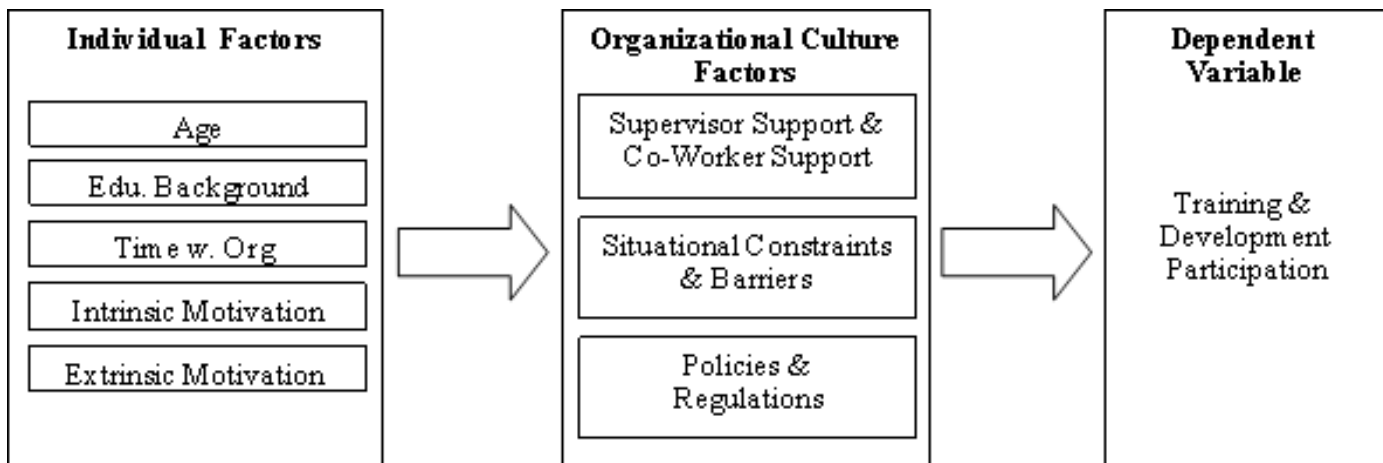 Individual Factors
Age
Edu. Background
Time w. Org
Intrinsic Motivation
Extrinsic Motivation
Organizational Culture
Factors
Supervisor Support &
Co-Worker Support
Situational Constraints
& Barriers
Policies &
Regulations
Dependent
Variable
Training &
Development
Participation